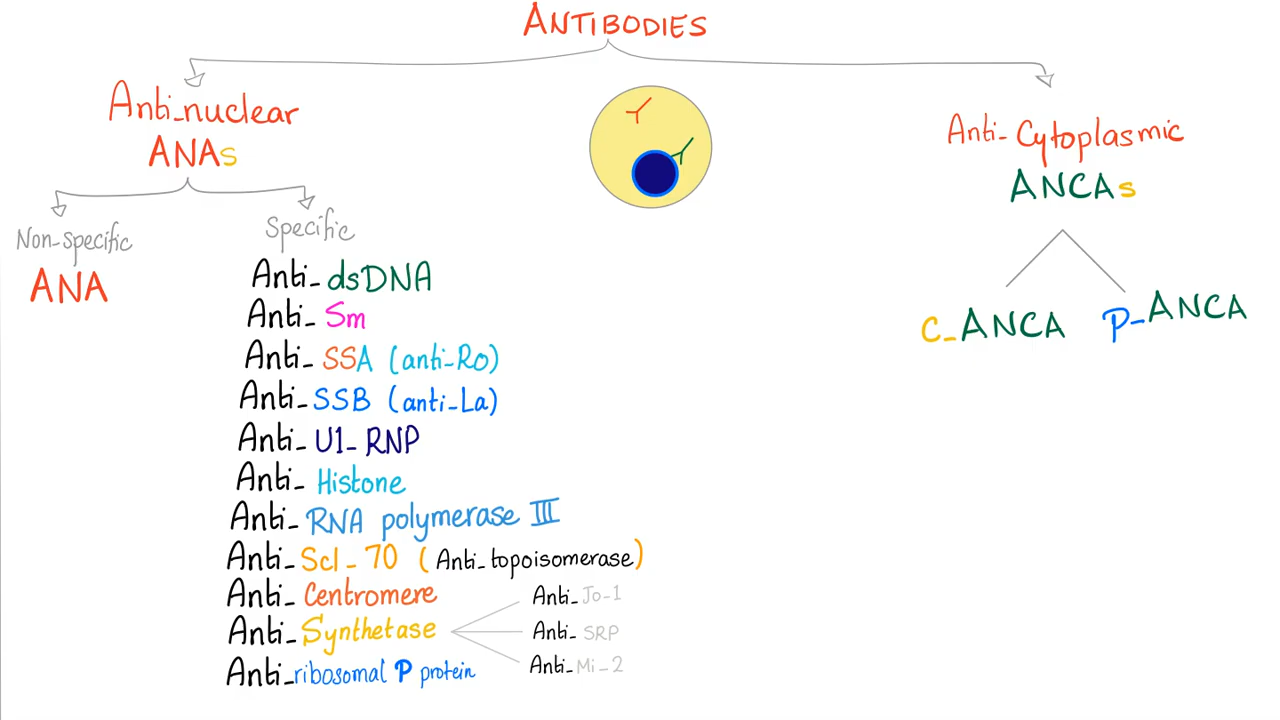 ANTIBODIES
Anti-nuclear
ANAs
Non-specific
ANA
Specific
Anti-dsDNA
Anti-Sm
Anti-SSA (anti-Ro)
Anti-SSB (anti-La)
Anti-U1-RNP
Anti-Histone
Anti-RNA polymerase III
Anti-Scl-70 (Anti-topoisomerase)
Anti-Centromere
Anti-Synthetase
Anti-Jo-1
Anti-SRP
Anti-Mi-2
Anti-ribosomal P protein
Anti-Cytoplasmic
ANCAs
C-ANCA
P-ANCA